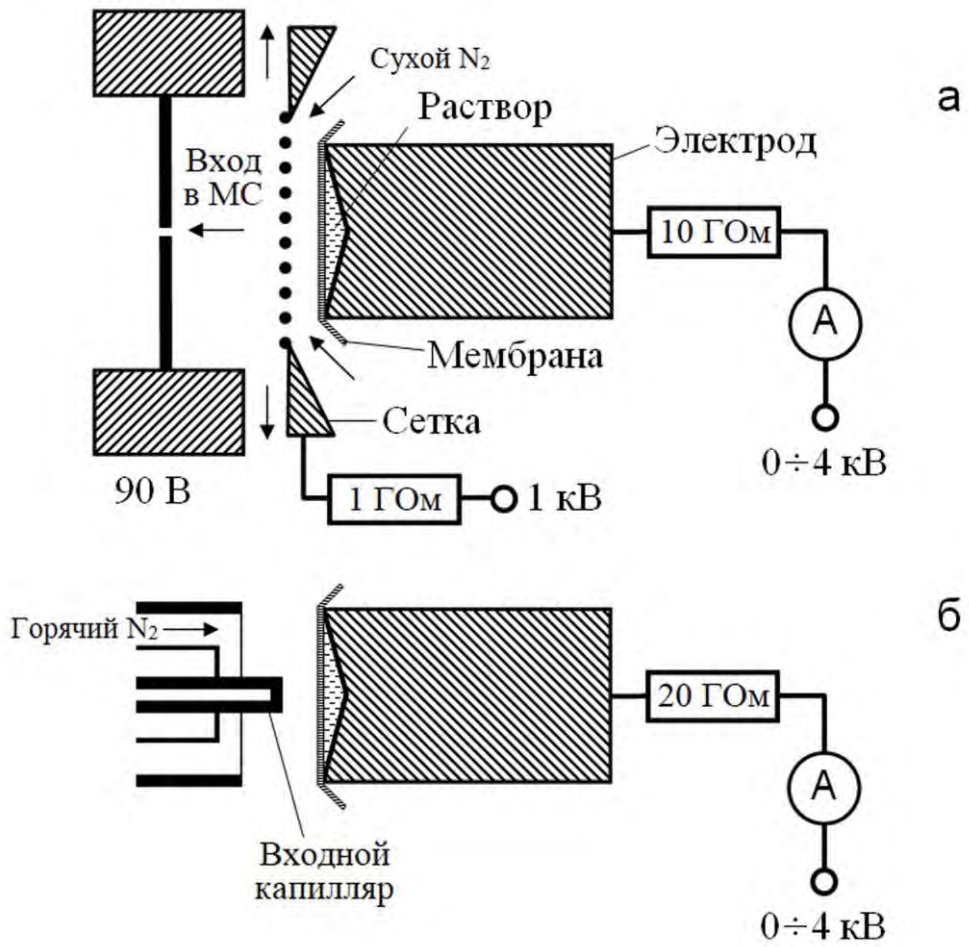 Сухой N₂
а
Раствор
Электрод
Вход
в МС
10 ГОм
А
Мембрана
Сетка
0÷4 кВ
90 В
1 ГОм
1 кВ
б
Горячий N₂
20 ГОм
А
Входной
капилляр
0÷4 кВ